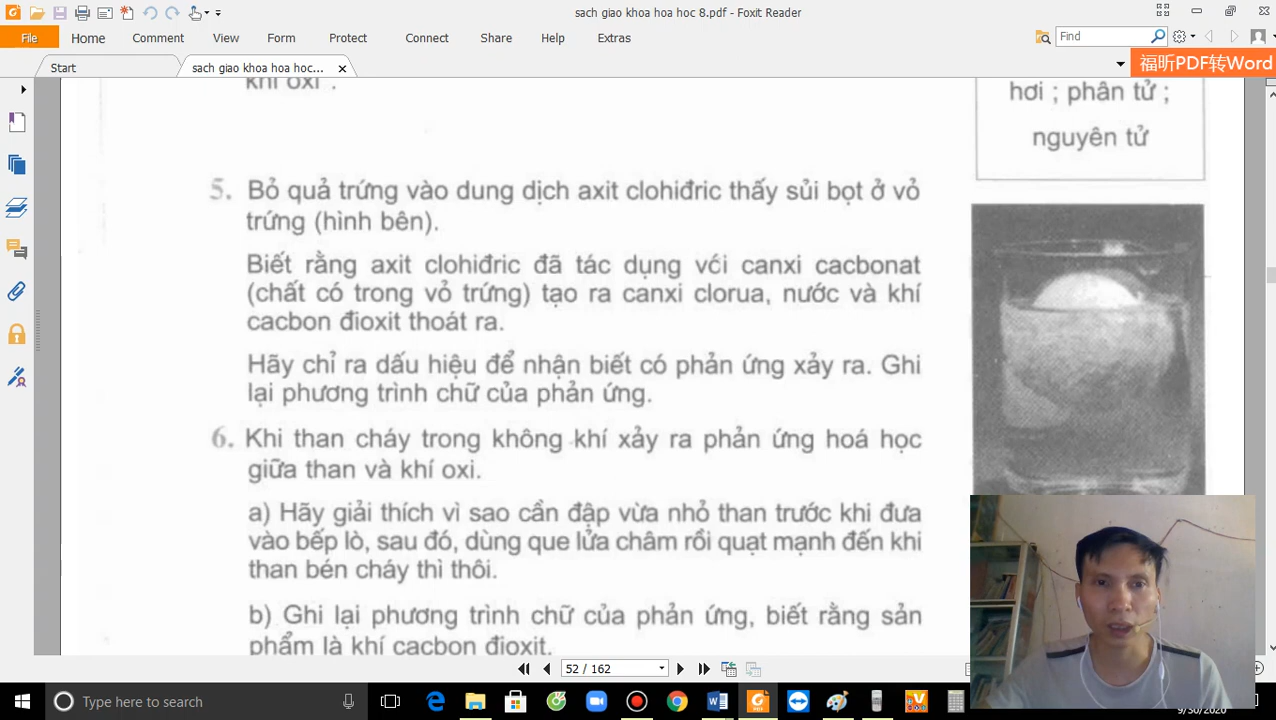 sach giao khoa hoa hoc 8.pdf - Foxit Reader
File Home Comment View Form Protect Connect Share Help Extras
Find
Start
sach giao khoa hoa hoc...
福昕PDF转Word
khí oxi .
hơi ; phân tử ;
nguyên tử
5. Bỏ quả trứng vào dung dịch axit clohiđric thấy sủi bọt ở vỏ
trứng (hình bên).
Biết rằng axit clohiđric đã tác dụng với canxi cacbonat
(chất có trong vỏ trứng) tạo ra canxi clorua, nước và khí
cacbon đioxit thoát ra.
Hãy chỉ ra dấu hiệu để nhận biết có phản ứng xảy ra. Ghi
lại phương trình chữ của phản ứng.
6. Khi than cháy trong không khí xảy ra phản ứng hoá học
giữa than và khí oxi.
a) Hãy giải thích vì sao cần đập vừa nhỏ than trước khi đưa
vào bếp lò, sau đó, dùng que lửa châm rồi quạt mạnh đến khi
than bén cháy thì thôi.
b) Ghi lại phương trình chữ của phản ứng, biết rằng sản
phẩm là khí cacbon đioxit.
52 / 162
Type here to search
9/30/2020